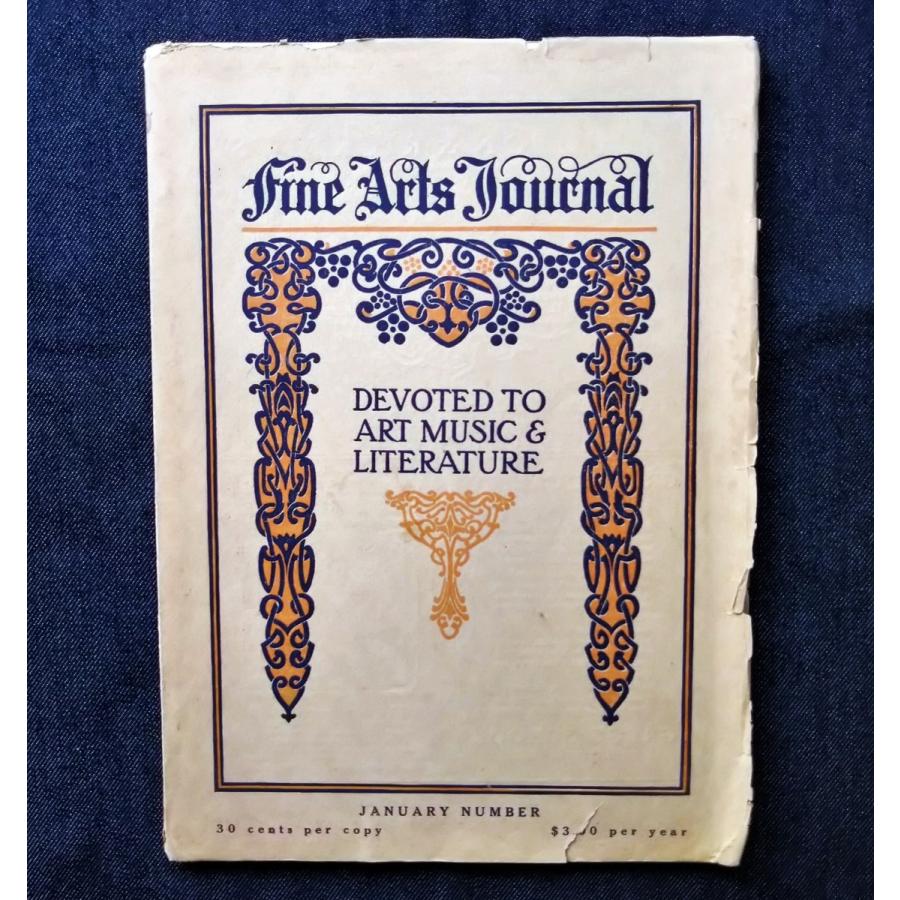 Fine Arts Journal
DEVOTED TO
ART MUSIC &
LITERATURE
JANUARY NUMBER
30 cents per copy
per year